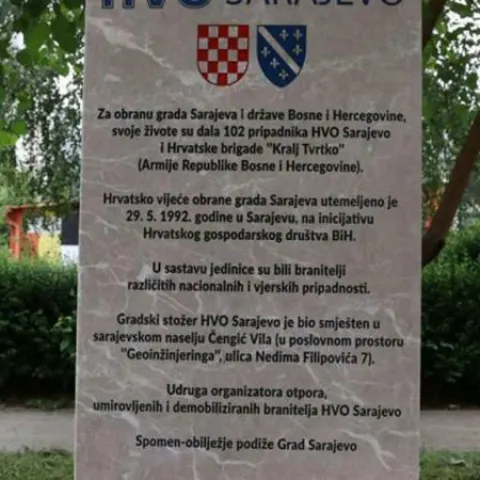 HVO SARAJEVO
Za obranu grada Sarajeva i države Bosne i Hercegovine,
svoje živote su dala 102 pripadnika HVO Sarajevo
i Hrvatske brigade "Kralj Tvrtko"
(Armije Republike Bosne i Hercegovine).
Hrvatsko vijeće obrane grada Sarajeva utemeljeno je
29. 5. 1992. godine u Sarajevu, na inicijativu
Hrvatskog gospodarskog društva BiH.
U sastavu jedinice su bili branitelji
različitih nacionalnih i vjerskih pripadnosti.
Gradski stožer HVO Sarajevo je bio smješten u
sarajevskom naselju Čengić Vila (u poslovnom prostoru
"Geoinžinjeringa", ulica Nedima Filipovića 7).
Udruga organizatora otpora,
umirovljenih i demobiliziranih branitelja HVO Sarajevo
Spomen-obilježje podiže Grad Sarajevo